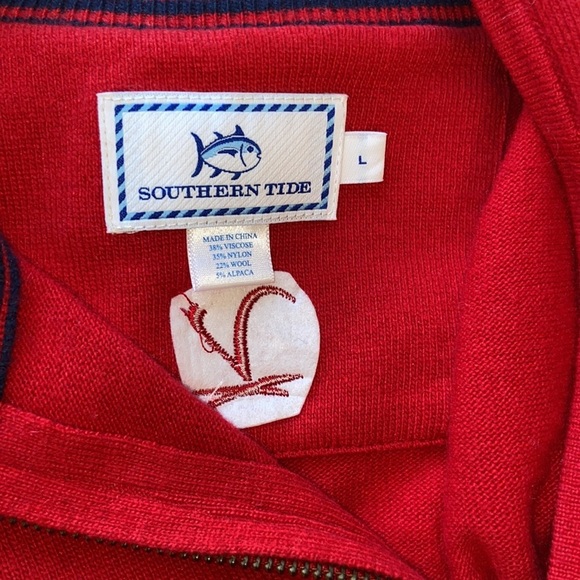 SOUTHERN TIDE
L
MADE IN CHINA
38% VISCOSE
35% NYLON
22% WOOL
5% ALPACA